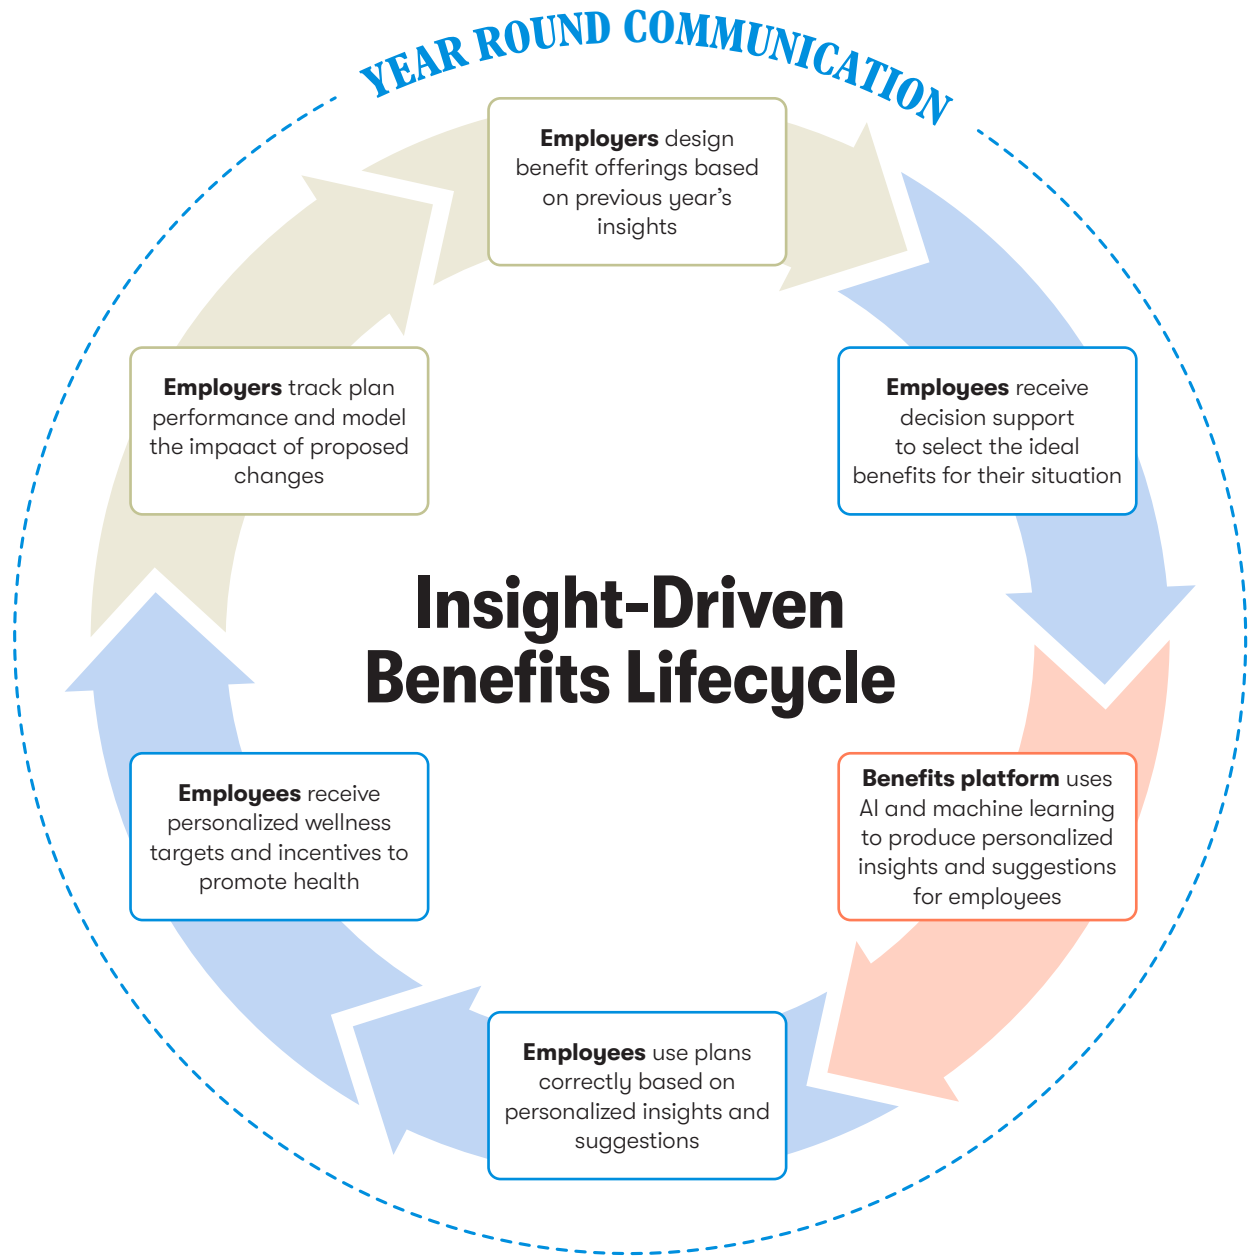 YEAR ROUND COMMUNICATION
Employers design
benefit offerings based
on previous year's
insights
Employees receive
decision support
to select the ideal
benefits for their situation
Benefits platform uses
AI and machine learning
to produce personalized
insights and suggestions
for employees
Employees use plans
correctly based on
personalized insights and
suggestions
Employees receive
personalized wellness
targets and incentives to
promote health
Employers track plan
performance and model
the impaact of proposed
changes
Insight-Driven
Benefits Lifecycle